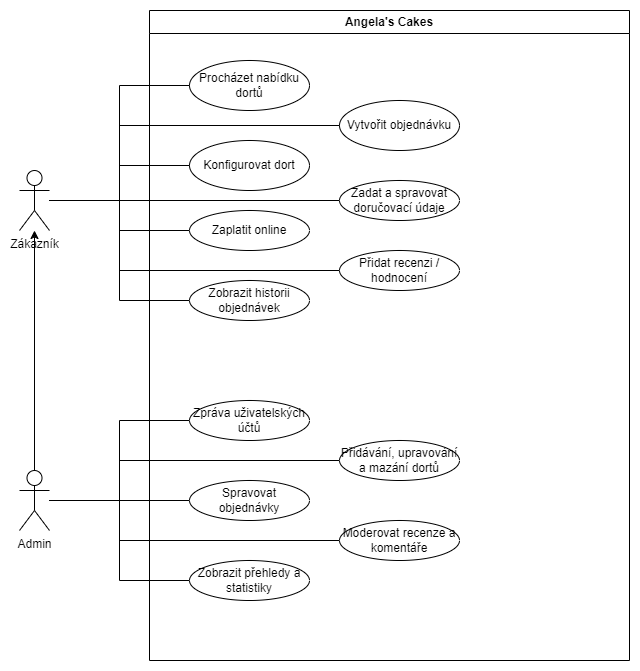 Angela's Cakes
Procházet nabídku
dortů
Vytvořit objednávku
Konfigurovat dort
Zadat a spravovat
doručovací údaje
Zákazník
Zaplatit online
Přidat recenzi /
hodnocení
Zobrazit historii
objednávek
Zpráva uživatelských
účtů
Přidávání, upravování
a mazání dortů
Spravovat
objednávky
Admin
Moderovat recenze a
komentáře
Zobrazit přehledy a
statistiky